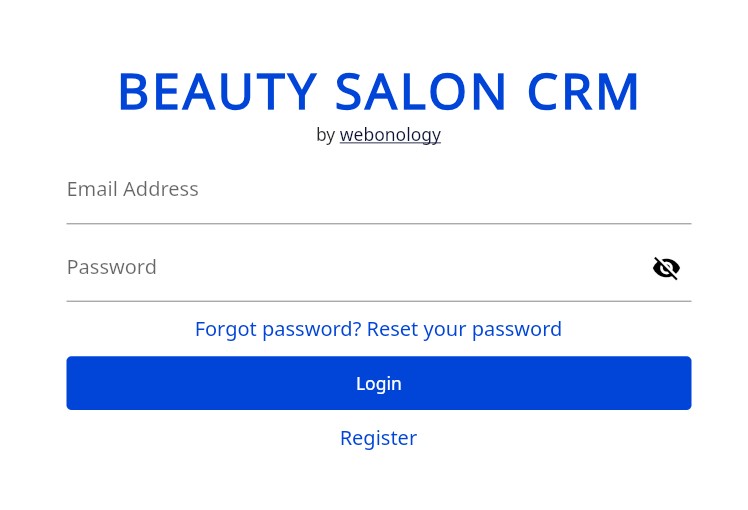 BEAUTY SALON CRM
by webonology
Email Address
Password
Forgot password? Reset your password
Login
Register